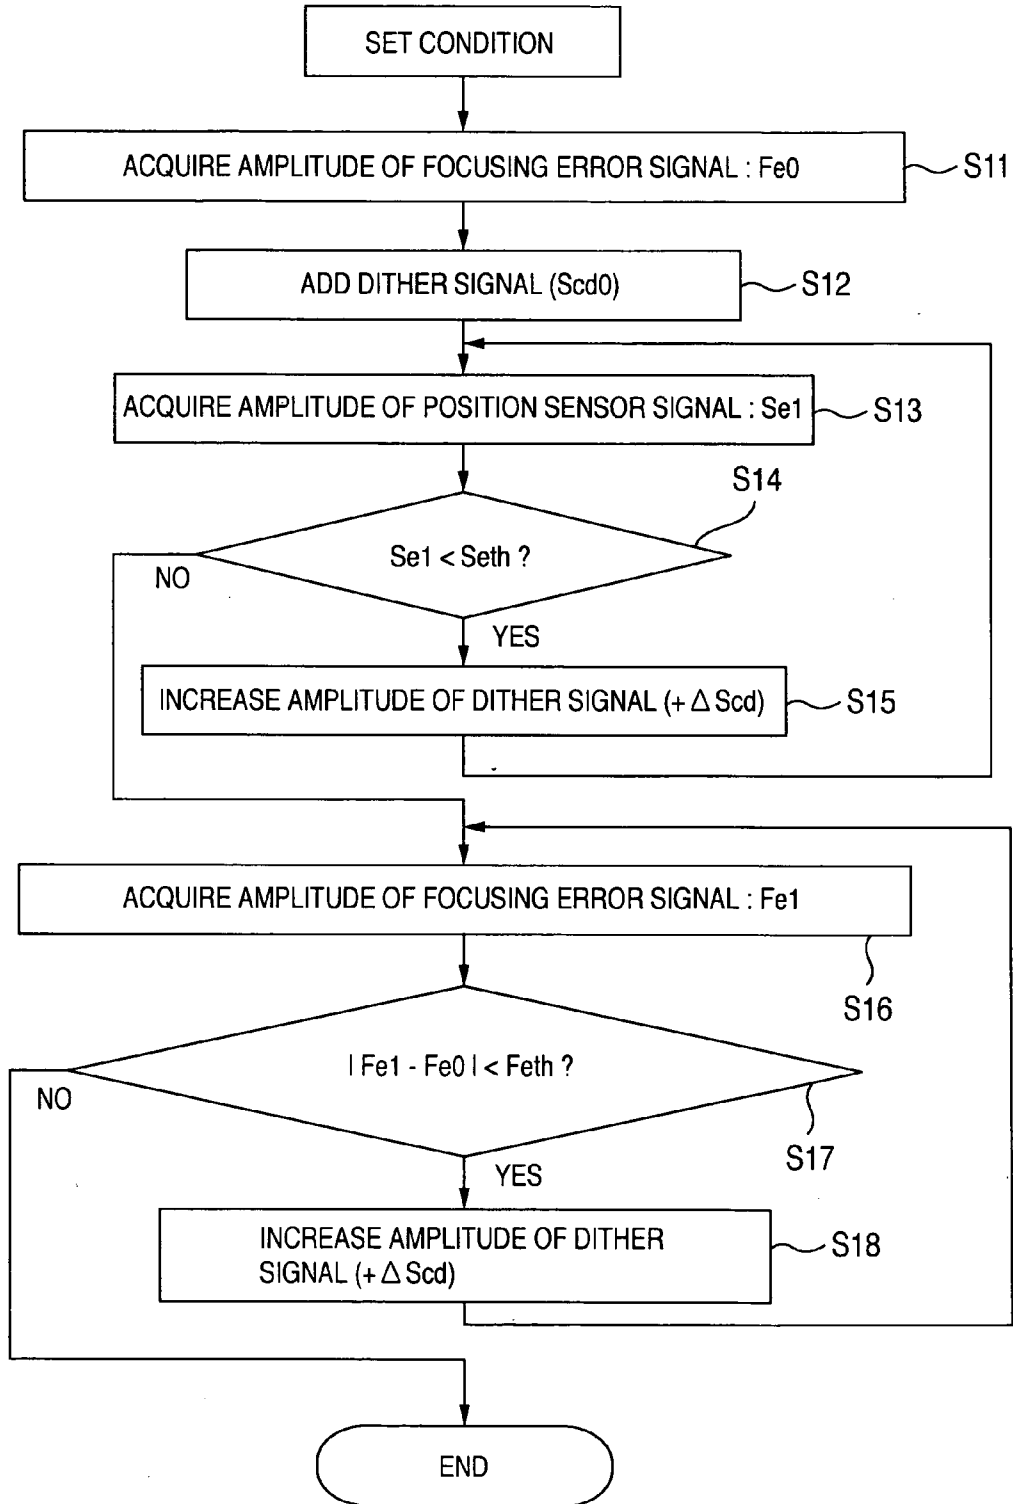 SET CONDITION
ACQUIRE AMPLITUDE OF FOCUSING ERROR SIGNAL : Fe0
S11
ADD DITHER SIGNAL (Scd0)
S12
ACQUIRE AMPLITUDE OF POSITION SENSOR SIGNAL : Se1
S13
S14
Se1 < Seth ?
NO
YES
INCREASE AMPLITUDE OF DITHER SIGNAL (+ Δ Scd)
S15
ACQUIRE AMPLITUDE OF FOCUSING ERROR SIGNAL : Fe1
S16
| Fe1 - Fe0 | < Feth ?
NO
S17
YES
INCREASE AMPLITUDE OF DITHER
SIGNAL (+ Δ Scd)
S18
END